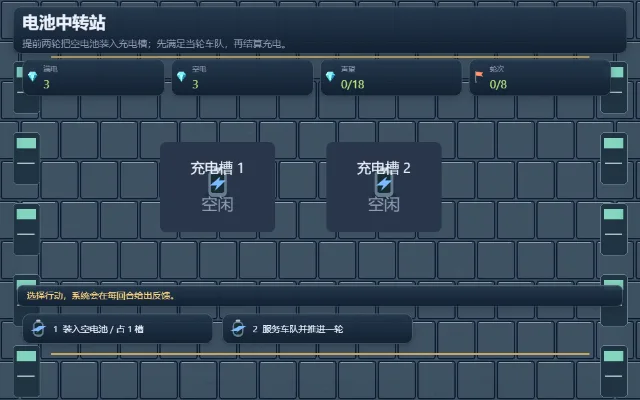 电池中转站
提前两轮把空电池装入充电槽；先满足当轮车队，再结算充电。
满电
3
空电
3
声望
0/18
轮次
0/8
充电槽 1
空闲
充电槽 2
空闲
选择行动，系统会在每回合给出反馈。
1 装入空电池 / 占 1 槽
2 服务车队并推进一轮